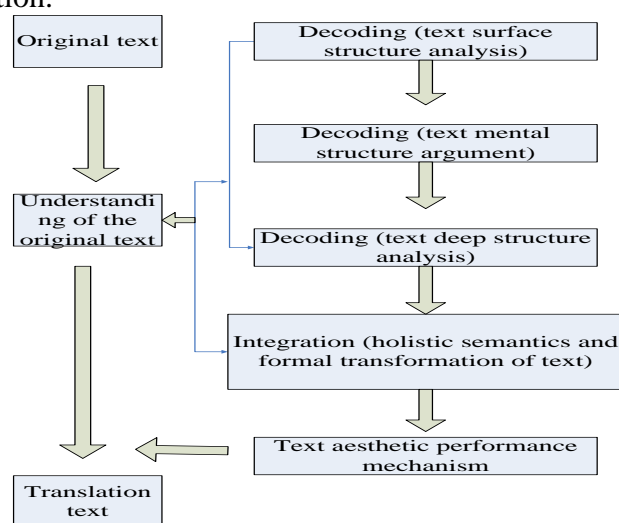 tion.
Original text
Decoding (text surface
structure analysis)
Decoding (text mental
structure argument)
Understandi
ng of the
original text
Decoding (text deep structure
analysis)
Integration (holistic semantics and
formal transformation of text)
Text aesthetic performance
mechanism
Translation
text